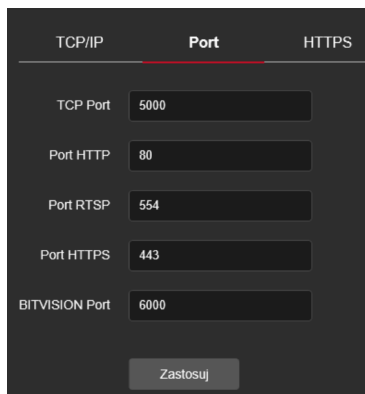 TCP/IP Port HTTPS
TCP Port 5000
Port HTTP 80
Port RTSP 554
Port HTTPS 443
BITVISION Port 6000
Zastosuj